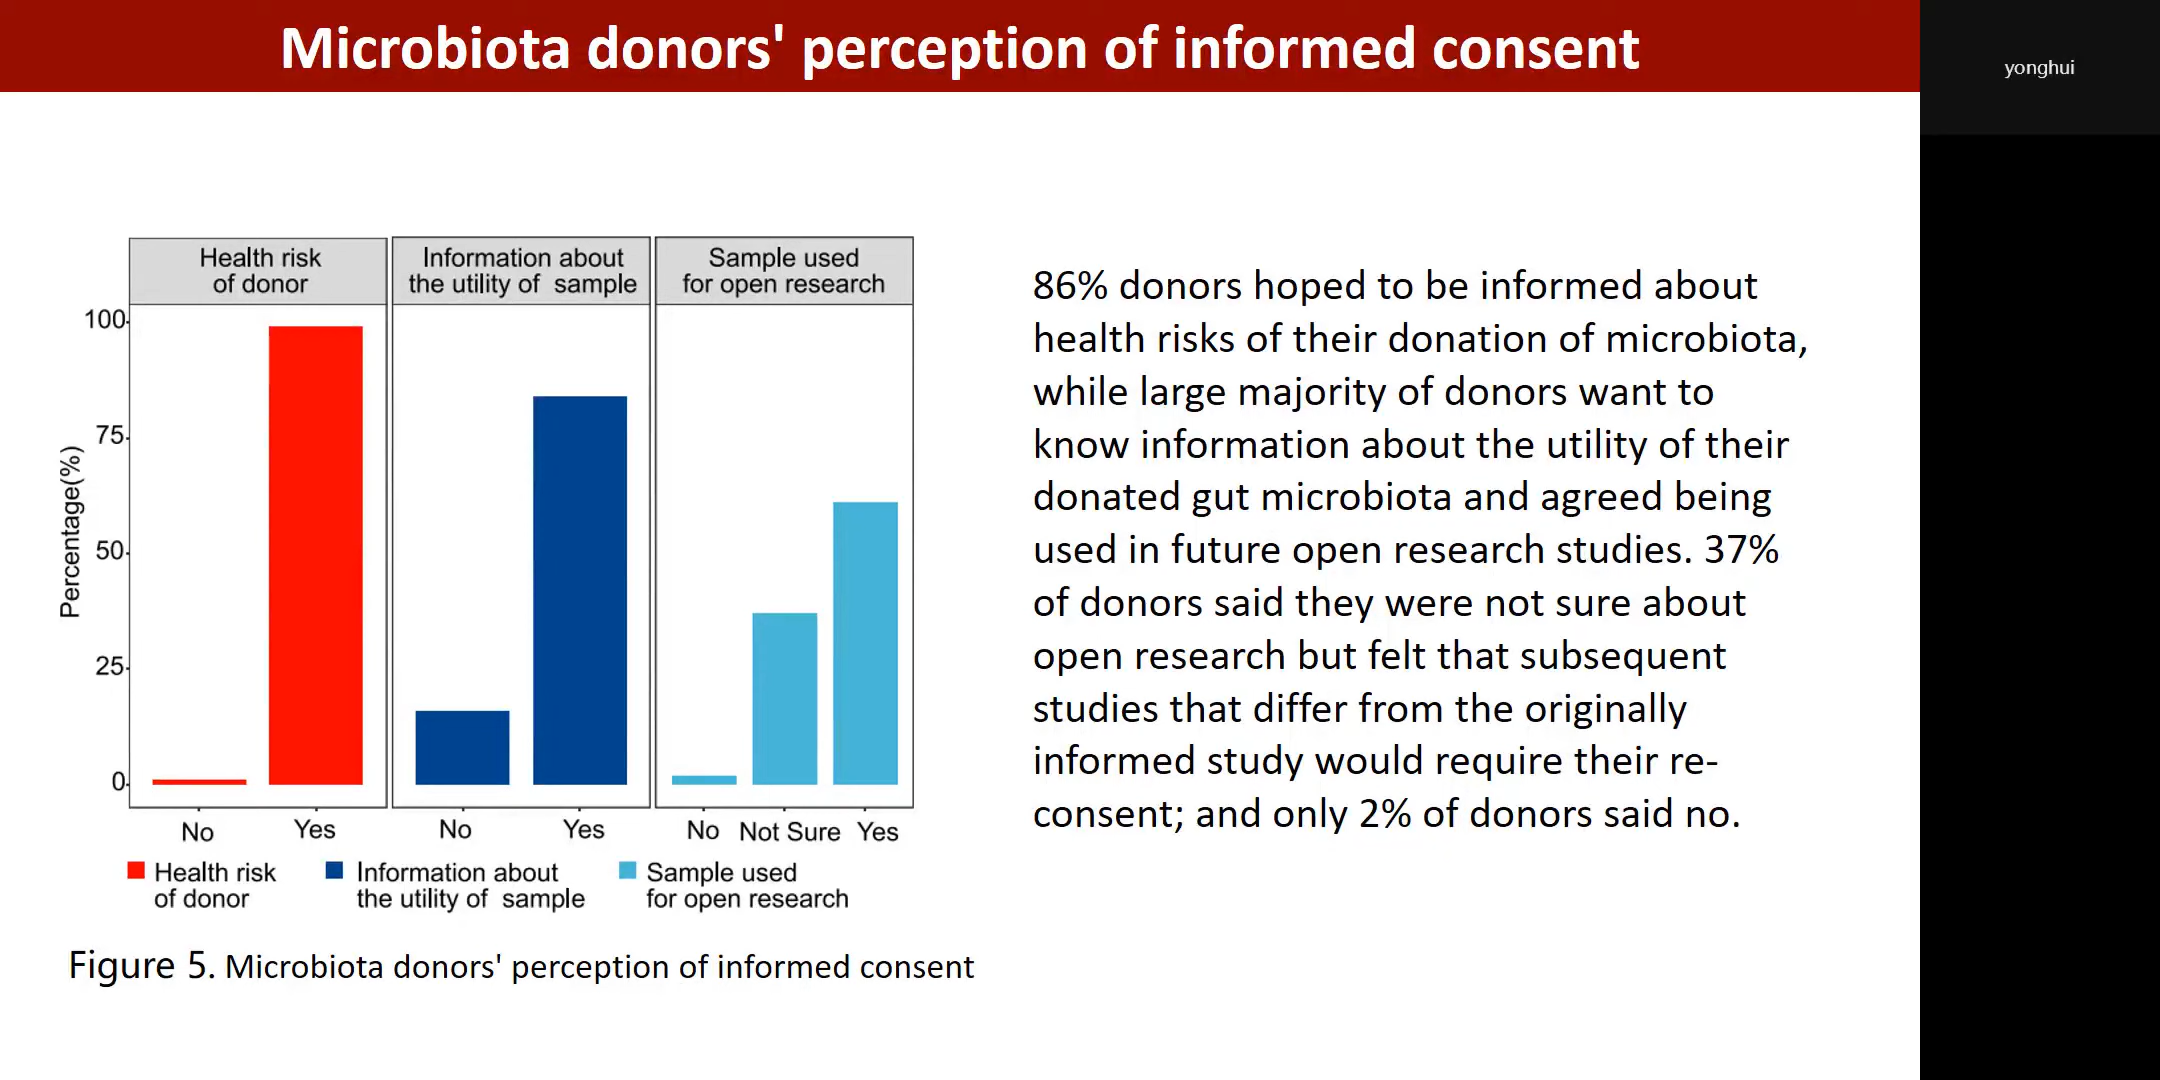 Microbiota donors' perception of informed consent
yonghui
Health risk
of donor
Information about
the utility of sample
Sample used
for open research
100
75
50
25
0
Percentage(%)
No
Yes
No
Yes
No
Not Sure
Yes
Health risk
of donor
Information about
the utility of sample
Sample used
for open research
Figure 5. Microbiota donors' perception of informed consent
86% donors hoped to be informed about
health risks of their donation of microbiota,
while large majority of donors want to
know information about the utility of their
donated gut microbiota and agreed being
used in future open research studies. 37%
of donors said they were not sure about
open research but felt that subsequent
studies that differ from the originally
informed study would require their re-
consent; and only 2% of donors said no.